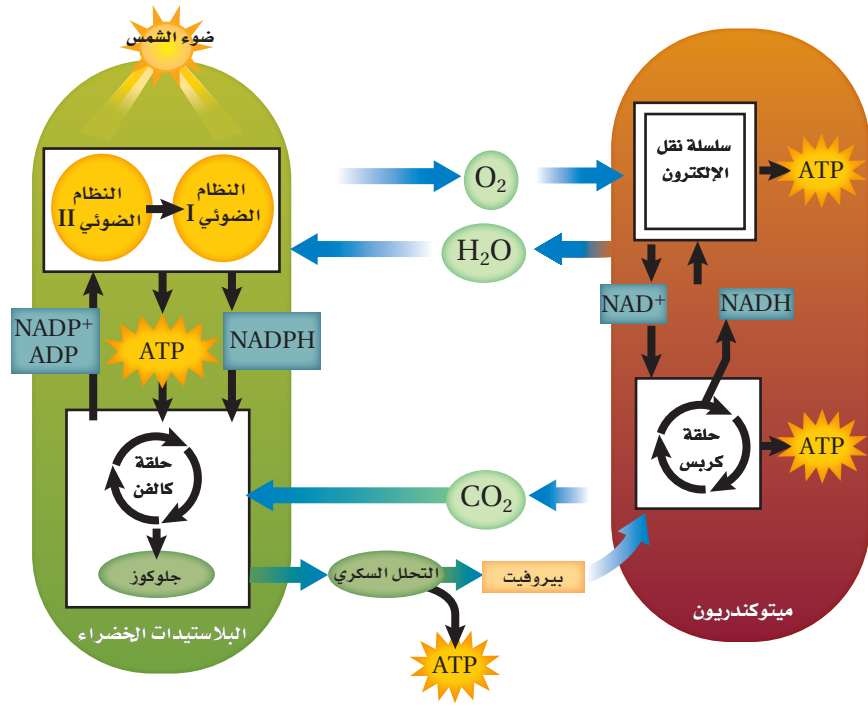 ضوء الشمس
النظام
الضوئي I
النظام
الضوئي II
O₂
سلسلة نقل
الإلكترون
ATP
H₂O
NADP⁺
ADP
ATP
NADPH
NAD⁺
NADH
حلقة
كالفن
CO₂
حلقة
كربس
ATP
جلوكوز
التحلل السكري
بيروفيت
ميتوكندريون
البلاستيدات الخضراء
ATP